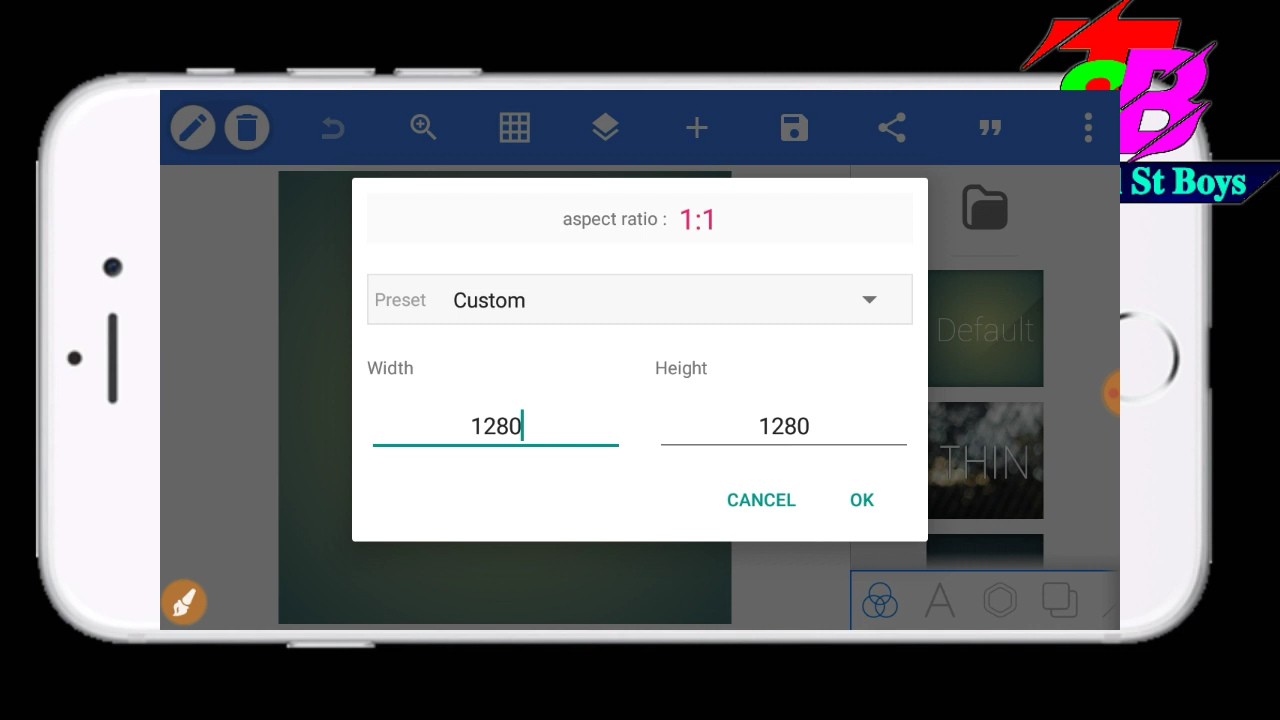 aspect ratio : 1:1
Preset Custom
Width Height
1280 1280
CANCEL OK
Default
THIN
St Boys